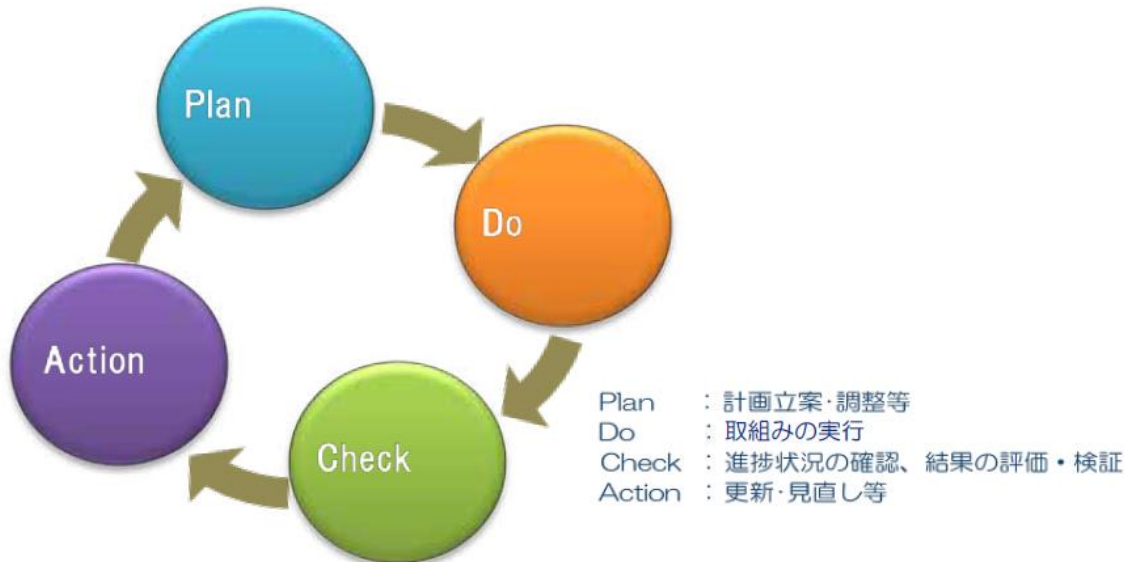 Plan
Do
Action
Check
Plan : 計画立案・調整等
Do : 取組みの実行
Check : 進捗状況の確認、結果の評価・検証
Action : 更新・見直し等